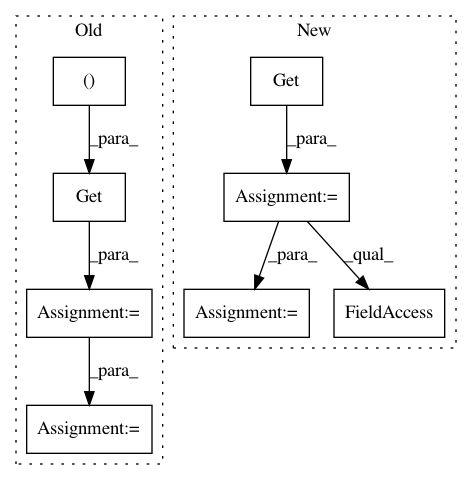 Old
New
()
Get
_para_
_para_
Get
Assignment:=
_para_
_para_
_qual_
Assignment:=
Assignment:=
FieldAccess
_para_
Assignment:=